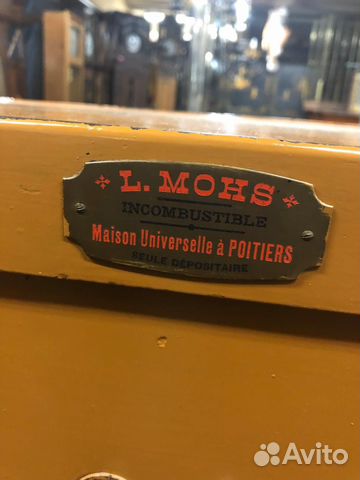 L. MOHS
INCOMBUSTIBLE
Maison Universelle à POITIERS
SEULE DÉPOSITAIRE
Avito